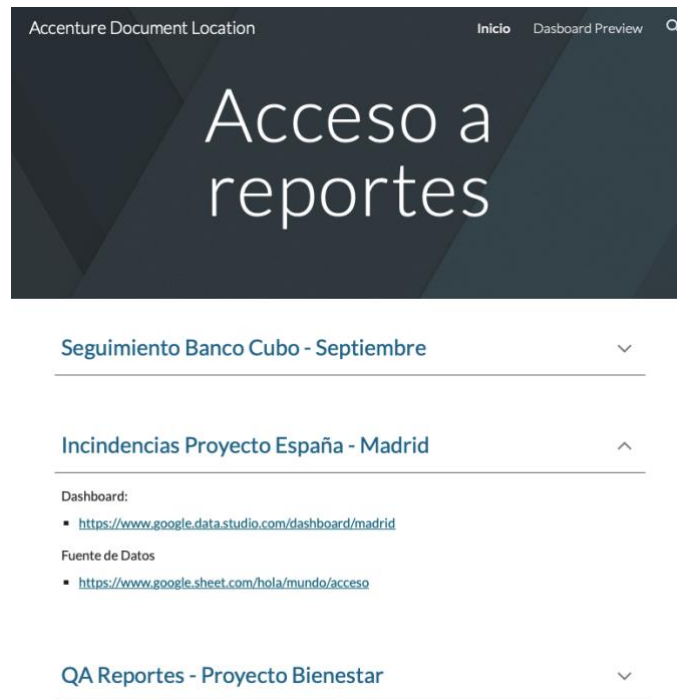 Accenture Document Location
Inicio
Dasboard Preview
Acceso a
reportes
Seguimiento Banco Cubo - Septiembre
Incindencias Proyecto España - Madrid
Dashboard:
https://www.google.data.studio.com/dashboard/madrid
Fuente de Datos
https://www.google.sheet.com/hola/mundo/acceso
QA Reportes - Proyecto Bienestar